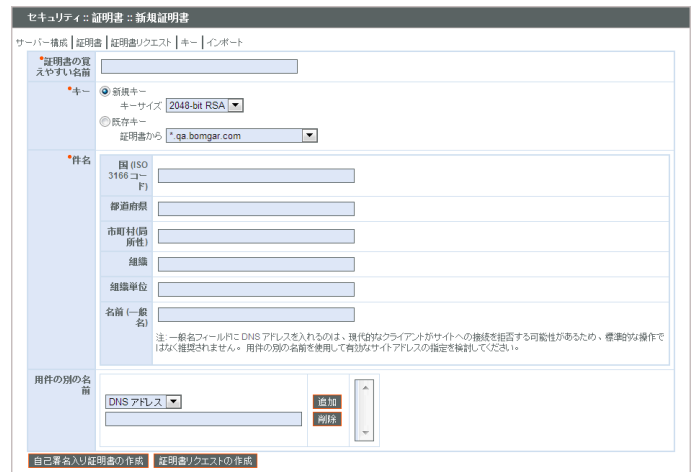 セキュリティ :: 証明書 :: 新規証明書
サーバー構成 | 証明書 | 証明書リクエスト | キー | インポート
*証明書の覚えやすい名前
*キー
新規キー
キーサイズ 2048-bit RSA
既存キー
証明書から *.qa.bomgar.com
*件名
国 (ISO 3166 コード)
都道府県
市町村(局所性)
組織
組織単位
名前 (一般名)
注: 一般名フィールドに DNS アドレスを入れるのは、現代的なクライアントがサイトへの接続を拒否する可能性があるため、標準的な操作で
はなく推奨されません。 用件の別の名前を使用して有効なサイトアドレスの指定を検討してください。
用件の別の名前
DNS アドレス
追加
削除
自己署名入り証明書の作成 証明書リクエストの作成